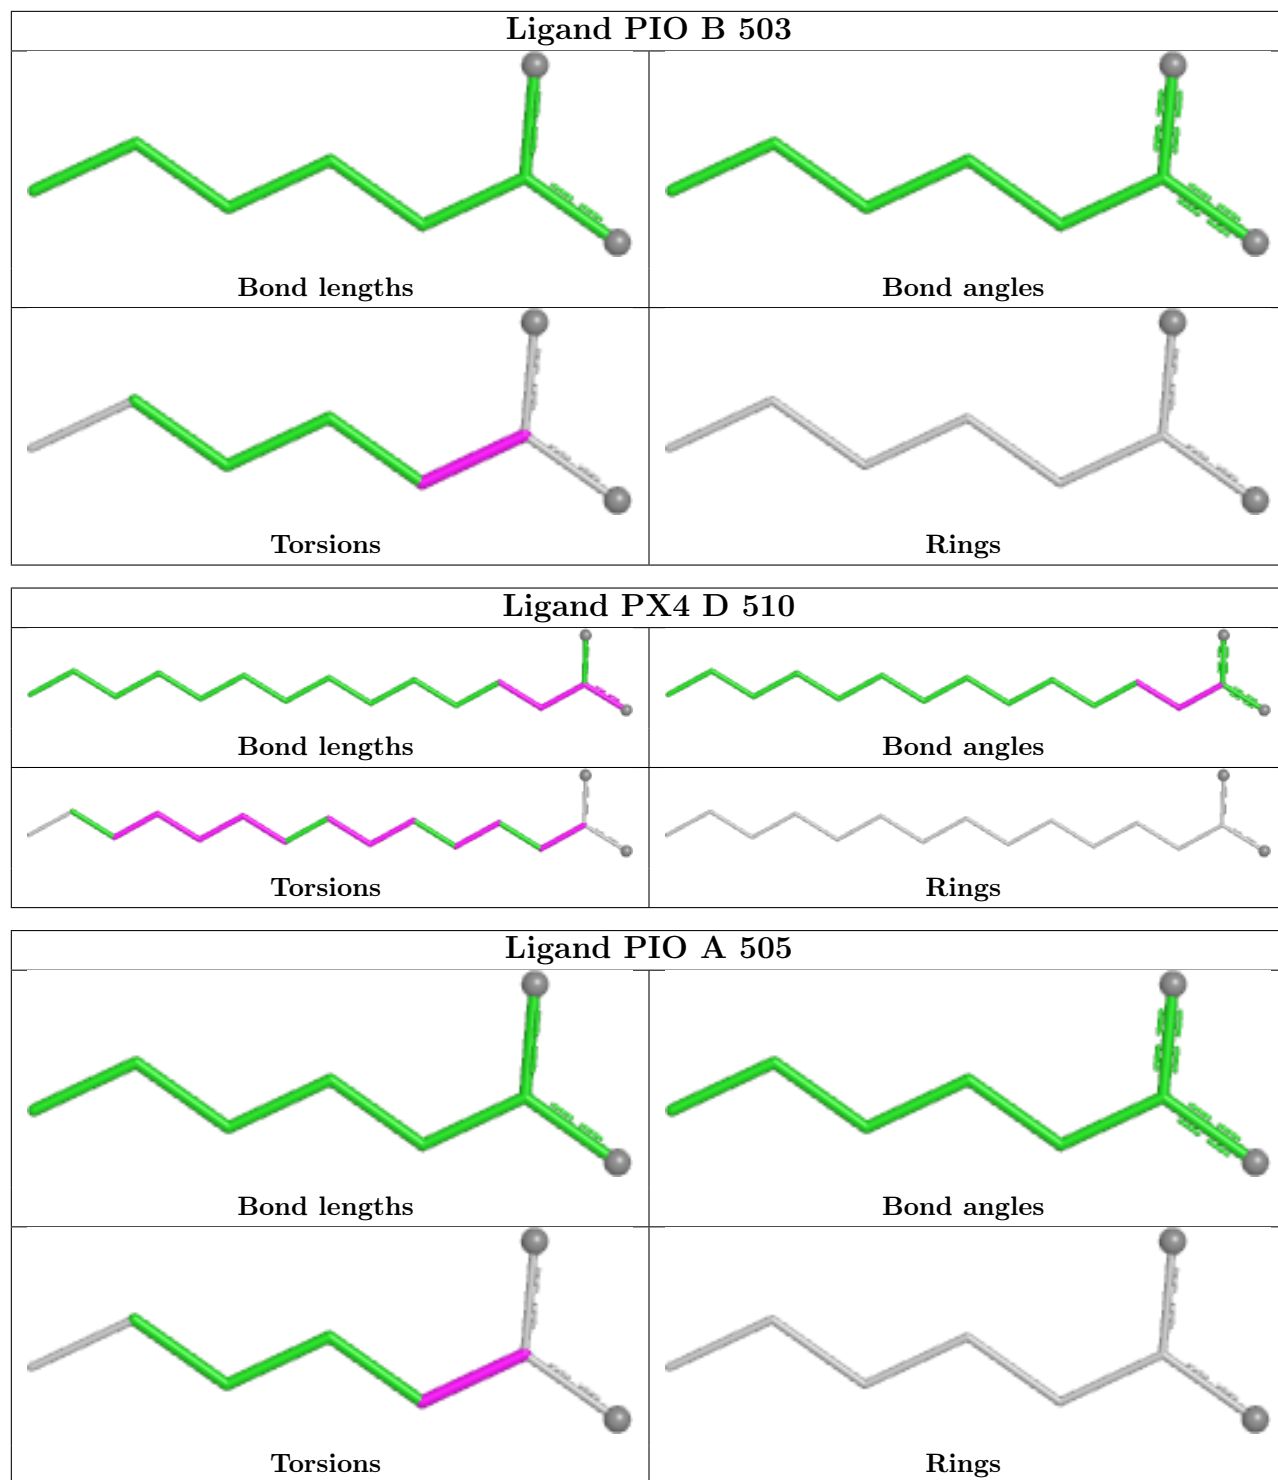 Ligand PIO B 503
Bond lengths
Bond angles
Torsions
Rings
Ligand PX4 D 510
Bond lengths
Bond angles
Torsions
Rings
Ligand PIO A 505
Bond lengths
Bond angles
Torsions
Rings